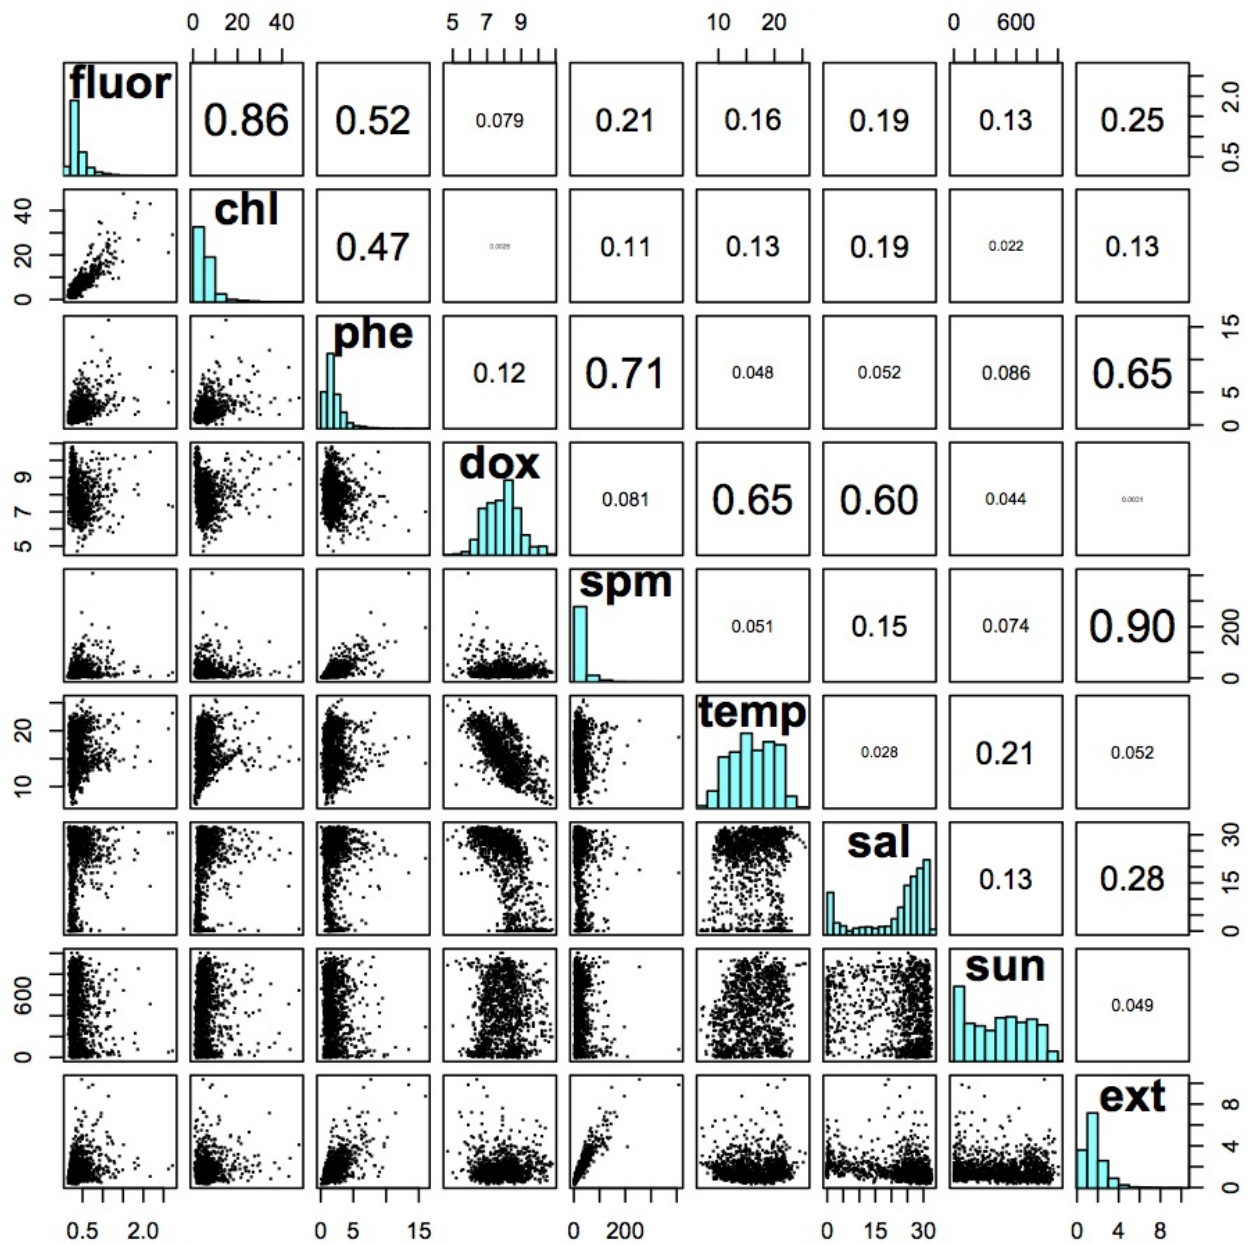 0 10 20 40
5 7 9
10 20
0 600
fluor 0.86 0.52 0.079 0.21 0.16 0.19 0.13 0.25
0.5 2.0
0 20 40
chl 0.47 0.11 0.13 0.19 0.022 0.13
phe 0.12 0.71 0.048 0.052 0.086 0.65
0 5 15
5 7 9
dox 0.081 0.65 0.60 0.044
spm 0.051 0.15 0.074 0.90
0 200
10 20
temp 0.028 0.21 0.052
sal 0.13 0.28
0 15 30
0 600
sun 0.049
ext
0 4 8
0.5 2.0
0 5 15
0 200
0 15 30
0 4 8